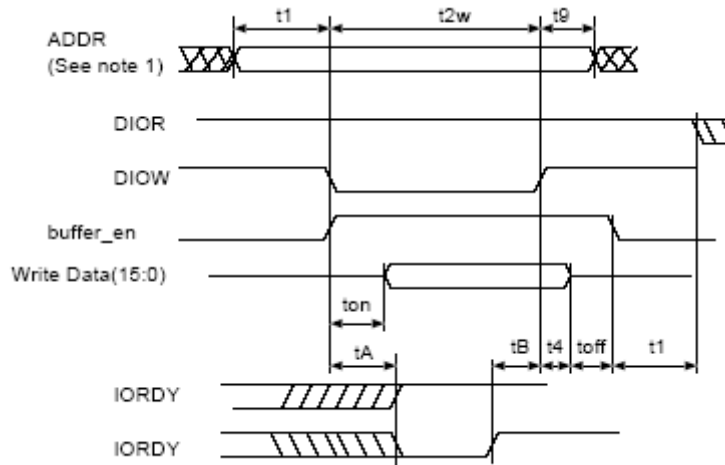 t1 t2w t9
ADDR
(See note 1)
DIOR
DIOW
buffer_en
Write Data(15:0)
ton
tA tB t4 toff t1
IORDY
IORDY